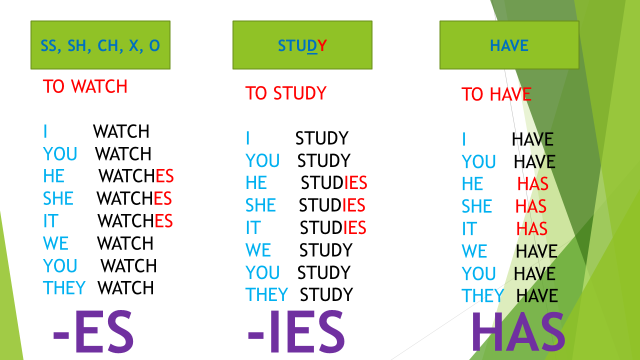 SS, SH, CH, X, O
TO WATCH
I WATCH
YOU WATCH
HE WATCHES
SHE WATCHES
IT WATCHES
WE WATCH
YOU WATCH
THEY WATCH
-ES
STUDY
TO STUDY
I STUDY
YOU STUDY
HE STUDIES
SHE STUDIES
IT STUDIES
WE STUDY
YOU STUDY
THEY STUDY
-IES
HAVE
TO HAVE
I HAVE
YOU HAVE
HE HAS
SHE HAS
IT HAS
WE HAVE
YOU HAVE
THEY HAVE
HAS